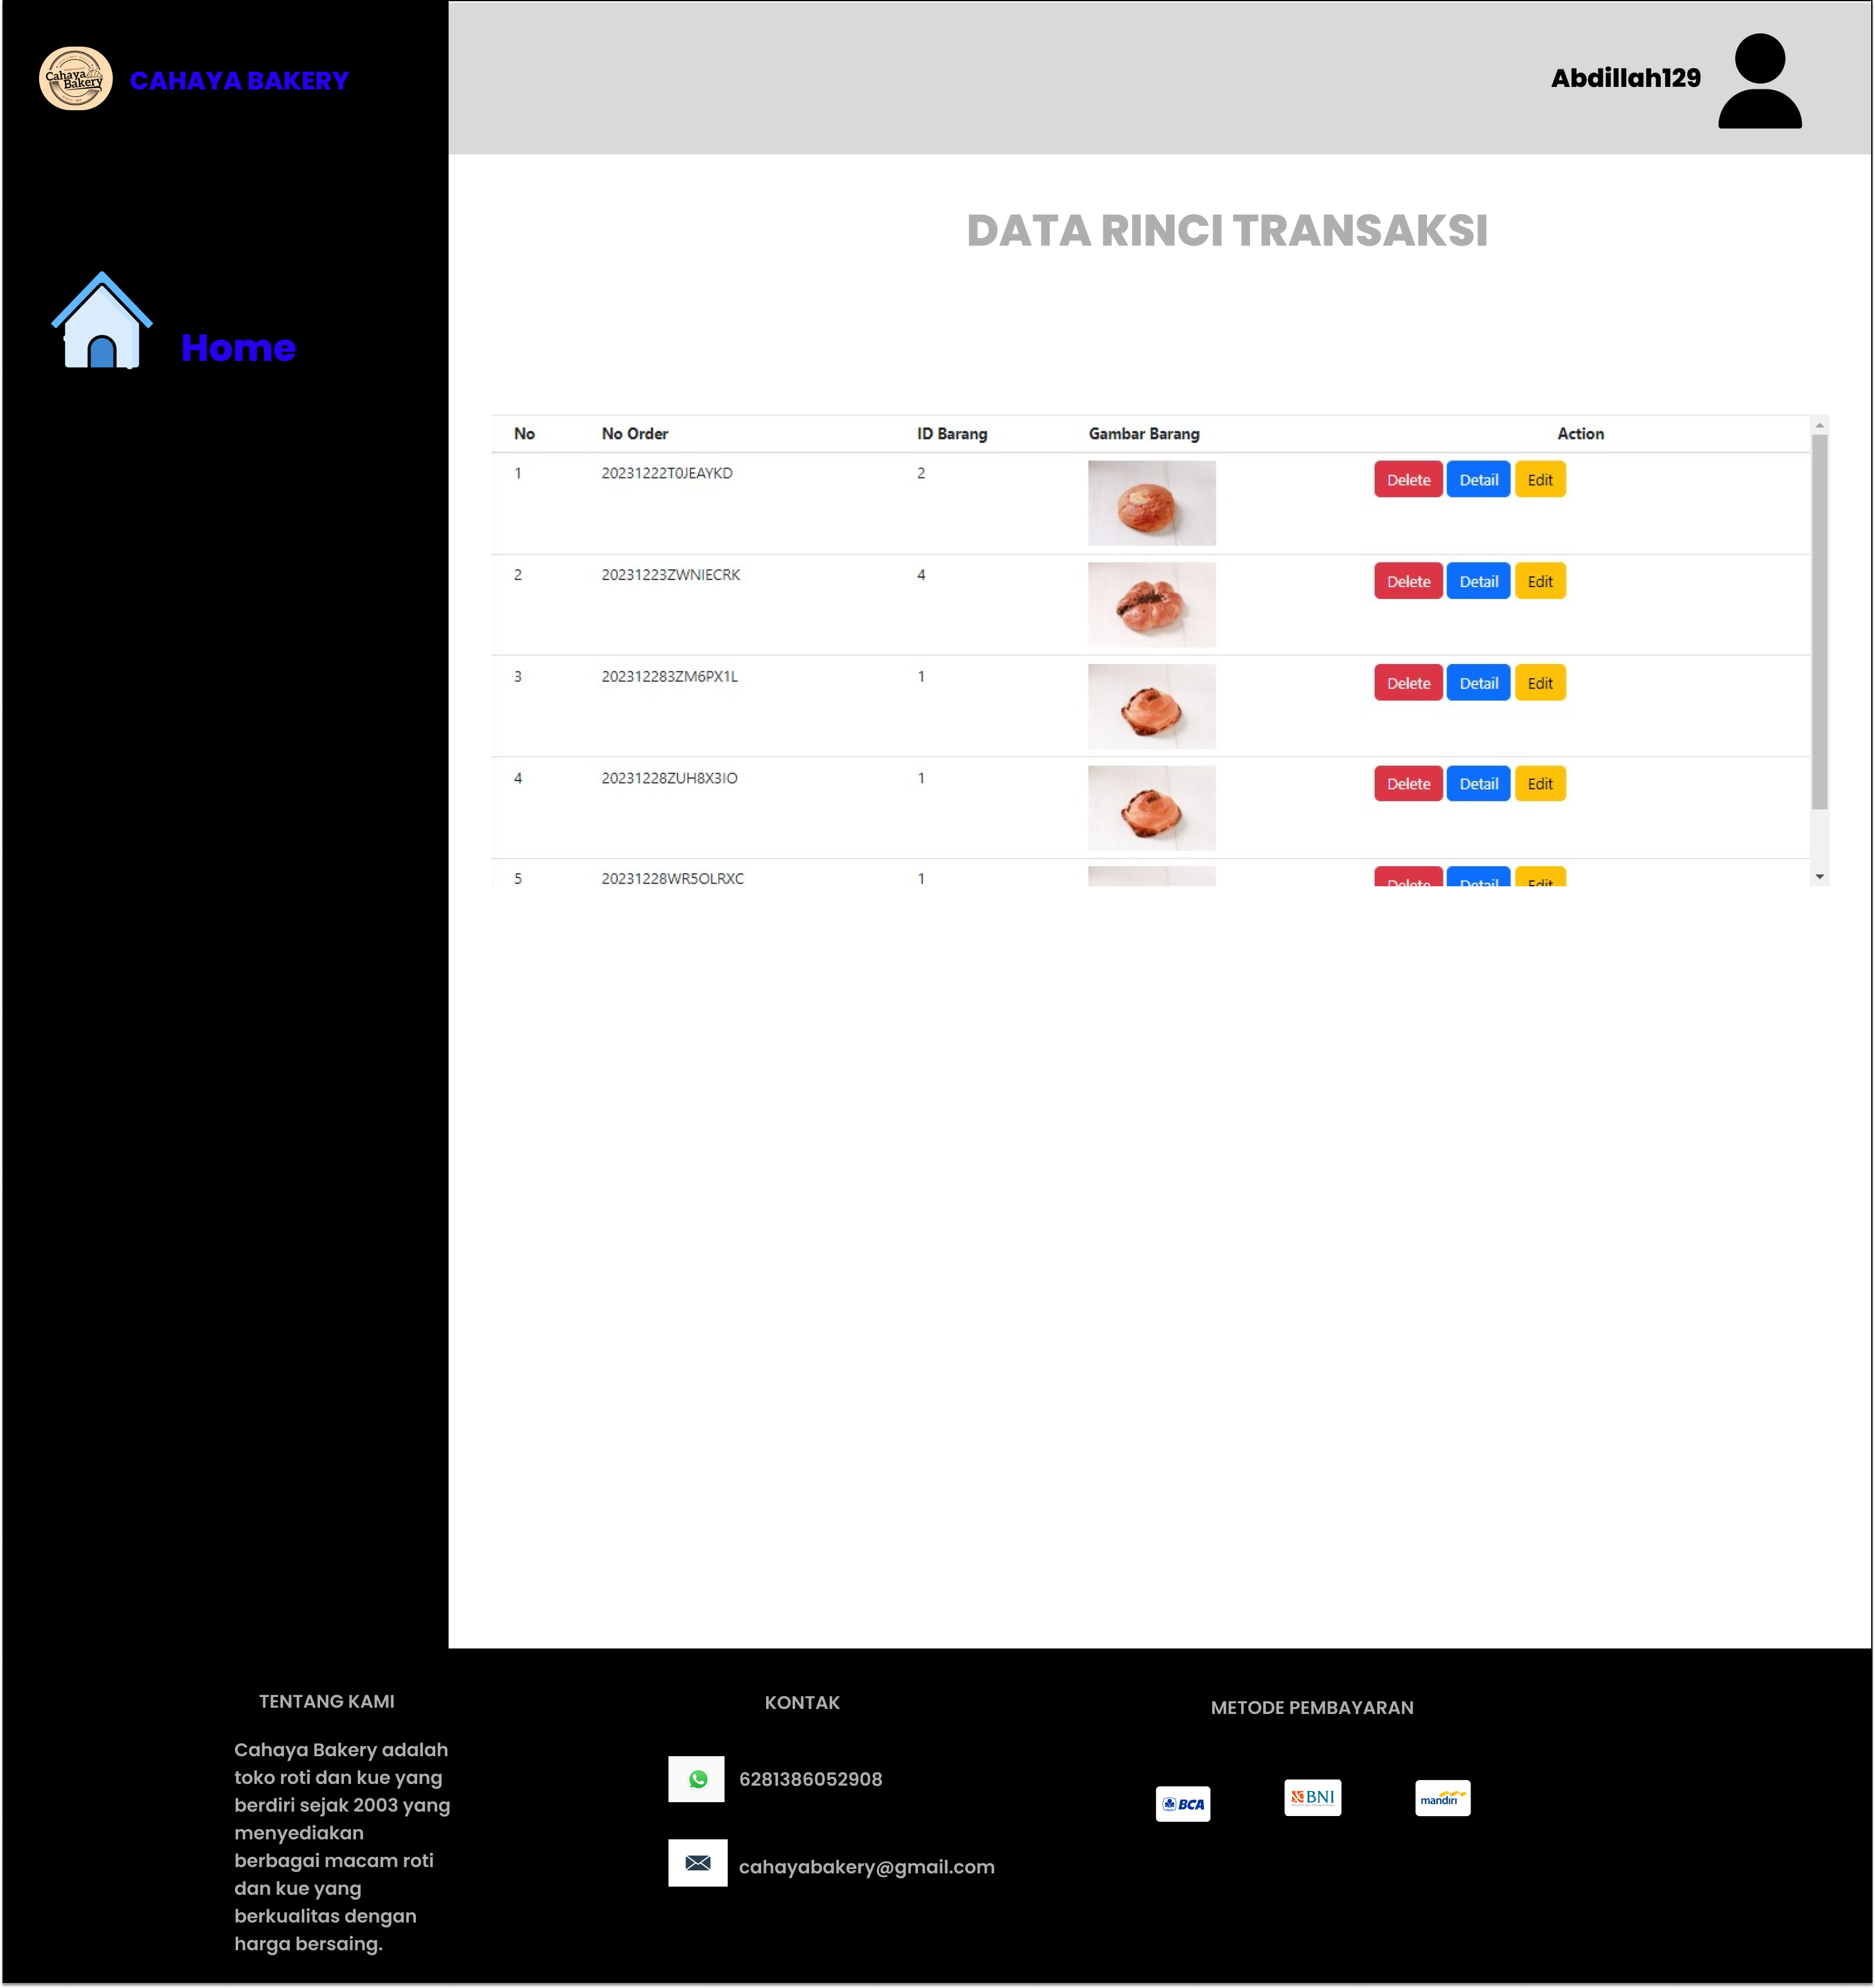 Cahaya
Bakery
CAHAYA BAKERY
Abdillah129
DATA RINCI TRANSAKSI
Home
No No Order ID Barang Gambar Barang Action
1 20231222T0JEAYKD 2 Delete Detail Edit
2 20231223ZWNIECRK 4 Delete Detail Edit
3 202312283ZM6PX1L 1 Delete Detail Edit
4 20231228ZUH8X3IO 1 Delete Detail Edit
5 20231228WR5OLRXC 1 Delete Detail Edit
TENTANG KAMI
Cahaya Bakery adalah
toko roti dan kue yang
berdiri sejak 2003 yang
menyediakan
berbagai macam roti
dan kue yang
berkualitas dengan
harga bersaing.
KONTAK
6281386052908
cahayabakery@gmail.com
METODE PEMBAYARAN
BCA
BNI
mandiri